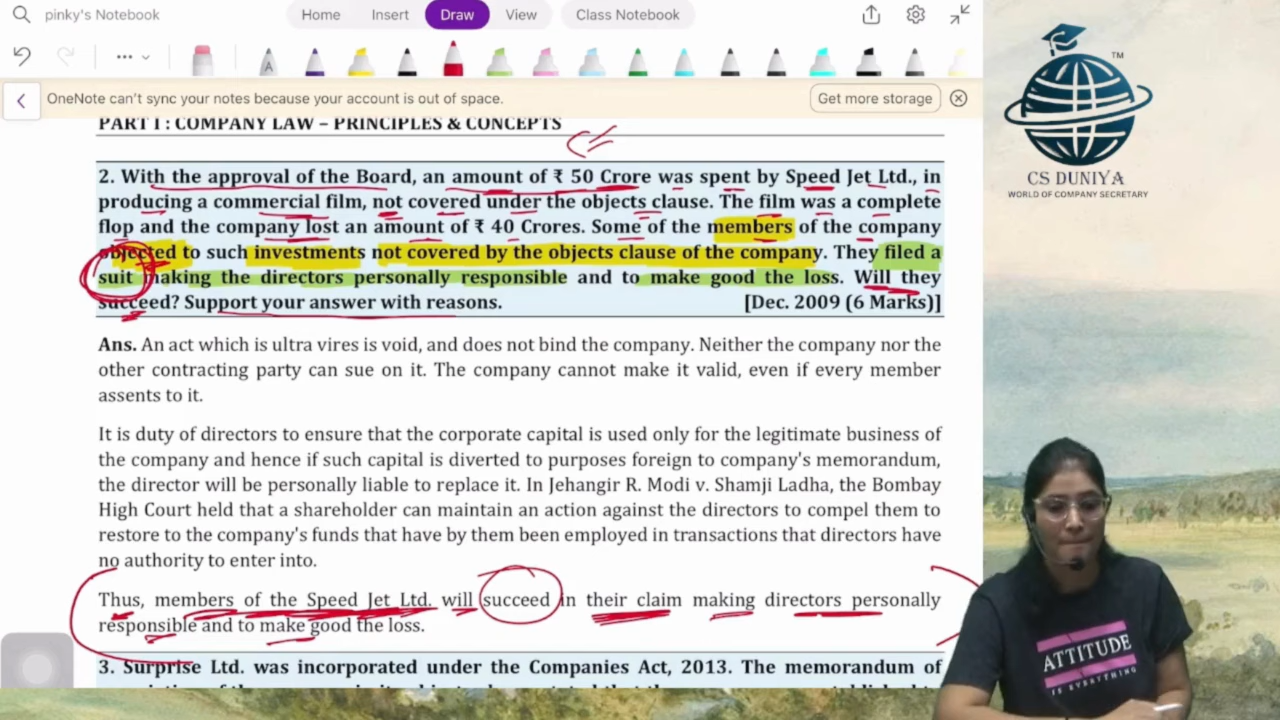 pinky's Notebook
Home Insert Draw View Class Notebook
OneNote can't sync your notes because your account is out of space.
Get more storage
PART I : COMPANY LAW – PRINCIPLES & CONCEPTS
2. With the approval of the Board, an amount of ₹ 50 Crore was spent by Speed Jet Ltd., in
producing a commercial film, not covered under the objects clause. The film was a complete
flop and the company lost an amount of ₹ 40 Crores. Some of the members of the company
objected to such investments not covered by the objects clause of the company. They filed a
suit making the directors personally responsible and to make good the loss. Will they
succeed? Support your answer with reasons. [Dec. 2009 (6 Marks)]
Ans. An act which is ultra vires is void, and does not bind the company. Neither the company nor the
other contracting party can sue on it. The company cannot make it valid, even if every member
assents to it.
It is duty of directors to ensure that the corporate capital is used only for the legitimate business of
the company and hence if such capital is diverted to purposes foreign to company's memorandum,
the director will be personally liable to replace it. In Jehangir R. Modi v. Shamji Ladha, the Bombay
High Court held that a shareholder can maintain an action against the directors to compel them to
restore to the company's funds that have by them been employed in transactions that directors have
no authority to enter into.
Thus, members of the Speed Jet Ltd. will succeed in their claim making directors personally
responsible and to make good the loss.
3. Surprise Ltd. was incorporated under the Companies Act, 2013. The memorandum of
TM
CS DUNIYA
WORLD OF COMPANY SECRETARY
ATTITUDE
IS EVERYTHING